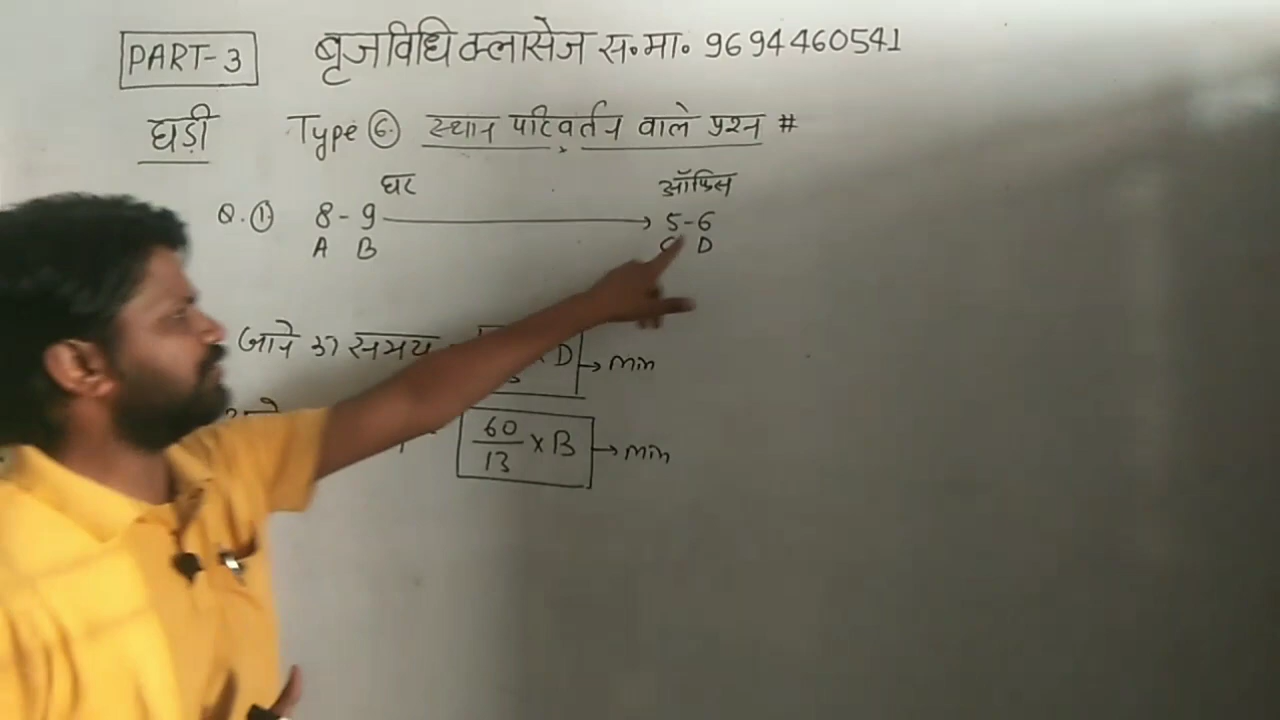 PART-3 बृजविधि क्लासेज स॰मा॰ 9694460541
घड़ी Type ⑥ स्थान परिवर्तन वाले प्रश्न #
घर ऑफिस
Q.① 8-9 → 5-6
A B C D
जाने का समय D → min
60/13 × B → min